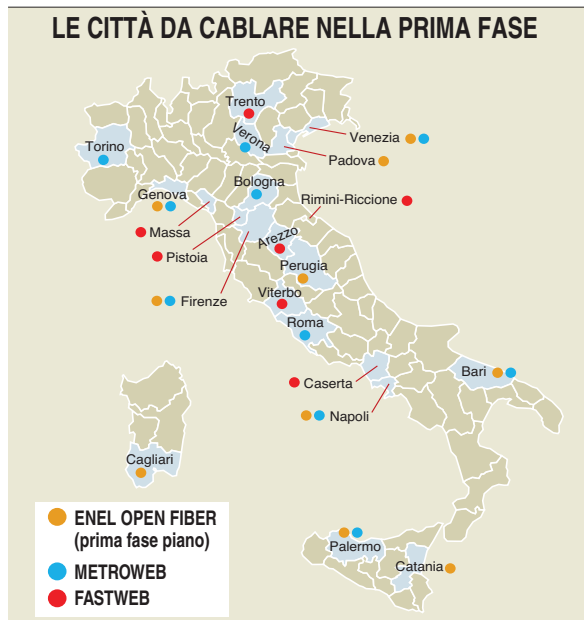 LE CITTÀ DA CABLARE NELLA PRIMA FASE
Trento
Verona
Venezia
Torino
Padova
Bologna
Genova
Rimini-Riccione
Massa
Arezzo
Pistoia
Perugia
Viterbo
Firenze
Roma
Bari
Caserta
Napoli
Cagliari
ENEL OPEN FIBER
(prima fase piano)
METROWEB
FASTWEB
Palermo
Catania